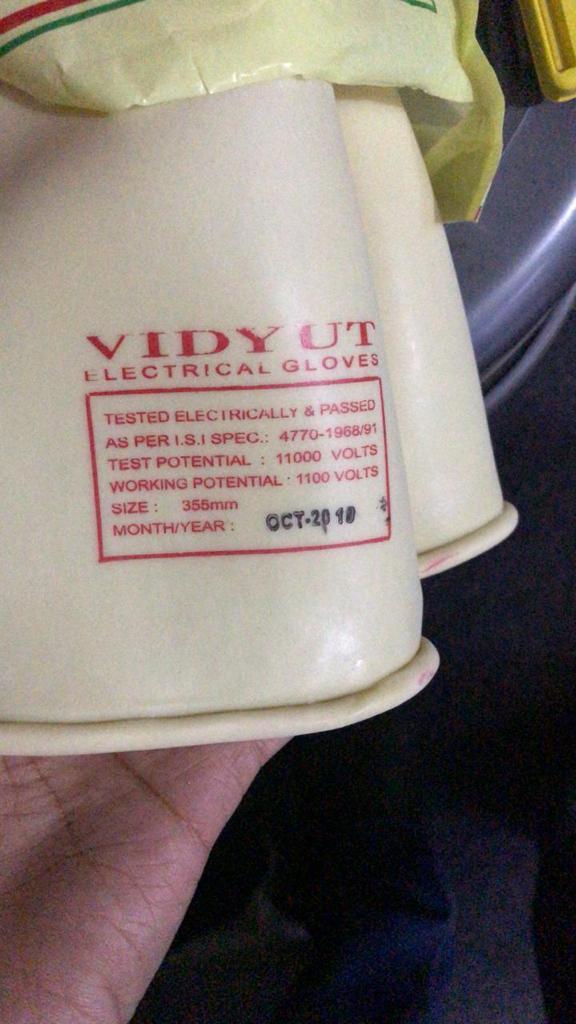 VIDYUT
ELECTRICAL GLOVES
TESTED ELECTRICALLY & PASSED
AS PER I.S.I SPEC.: 4770-1968/91
TEST POTENTIAL : 11000 VOLTS
WORKING POTENTIAL : 1100 VOLTS
SIZE : 355mm
MONTH/YEAR : OCT-2010